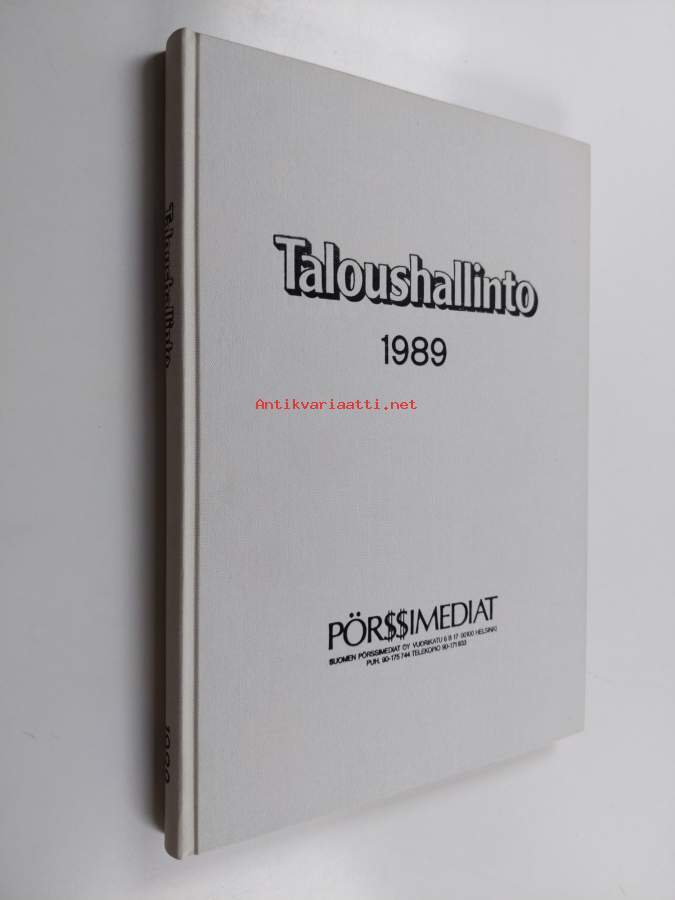 Taloushallinto
1989
Antikvariaatti.net
PÖR$$IMEDIAT
SUOMEN PÖRSSIMEDIAT OY VUORIKATU 6 B 17 00100 HELSINKI
PUH. 90-175 744 TELEKOPIO 90-171 833
Taloushallinto
1989